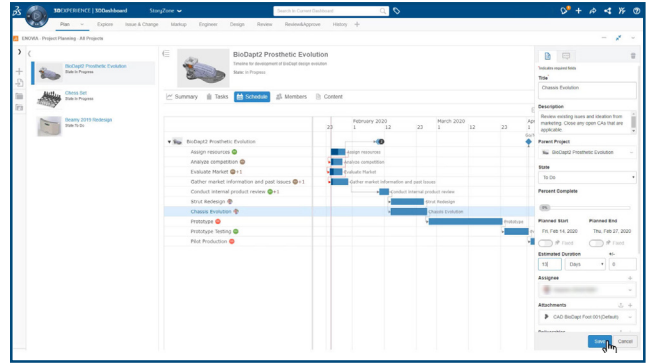 3DEXPERIENCE | 3DDashboard
StoryZone
Search in Current Dashboard
Plan
Explore
Issue & Change
Markup
Engineer
Design
Review
Review&Approve
History
ENOVIA - Project Planning - All Projects
BioDapt2 Prosthetic Evolution
State: In Progress
Chess Set
State: In Progress
2019 Redesign
State: To Do
BioDapt2 Prosthetic Evolution
Timeline for development of BioDapt design evolution
State: In Progress
Summary
Tasks
Schedule
Members
Content
February 2020
March 2020
23
1
12
23
1
12
23
1
BioDapt2 Prosthetic Evolution
Assign resources
Assign resources
Analyze competition
Analyze competition
Evaluate Market +1
Evaluate Market
Gather market information and past issues +1
Gather market information and past issues
Conduct internal product review +1
Conduct internal product review
Strut Redesign
Strut Redesign
Chassis Evolution
Chassis Evolution
Prototype
Prototype
Prototype Testing
Pilot Production
*Indicates required fields
Title
Chassis Evolution
Description
Review existing issues and ideation from
marketing. Close any open CAs that are
applicable
Parent Project
BioDapt2 Prosthetic Evolution
State
To Do
Percent Complete
0%
Planned Start
Planned End
Fri, Feb 14, 2020
Thu, Feb 27, 2020
Fixed
Fixed
Estimated Duration
+/-
Days
0
Assignee
Attachments
CAD BioDapt Foot 001(Default)
Save
Cancel